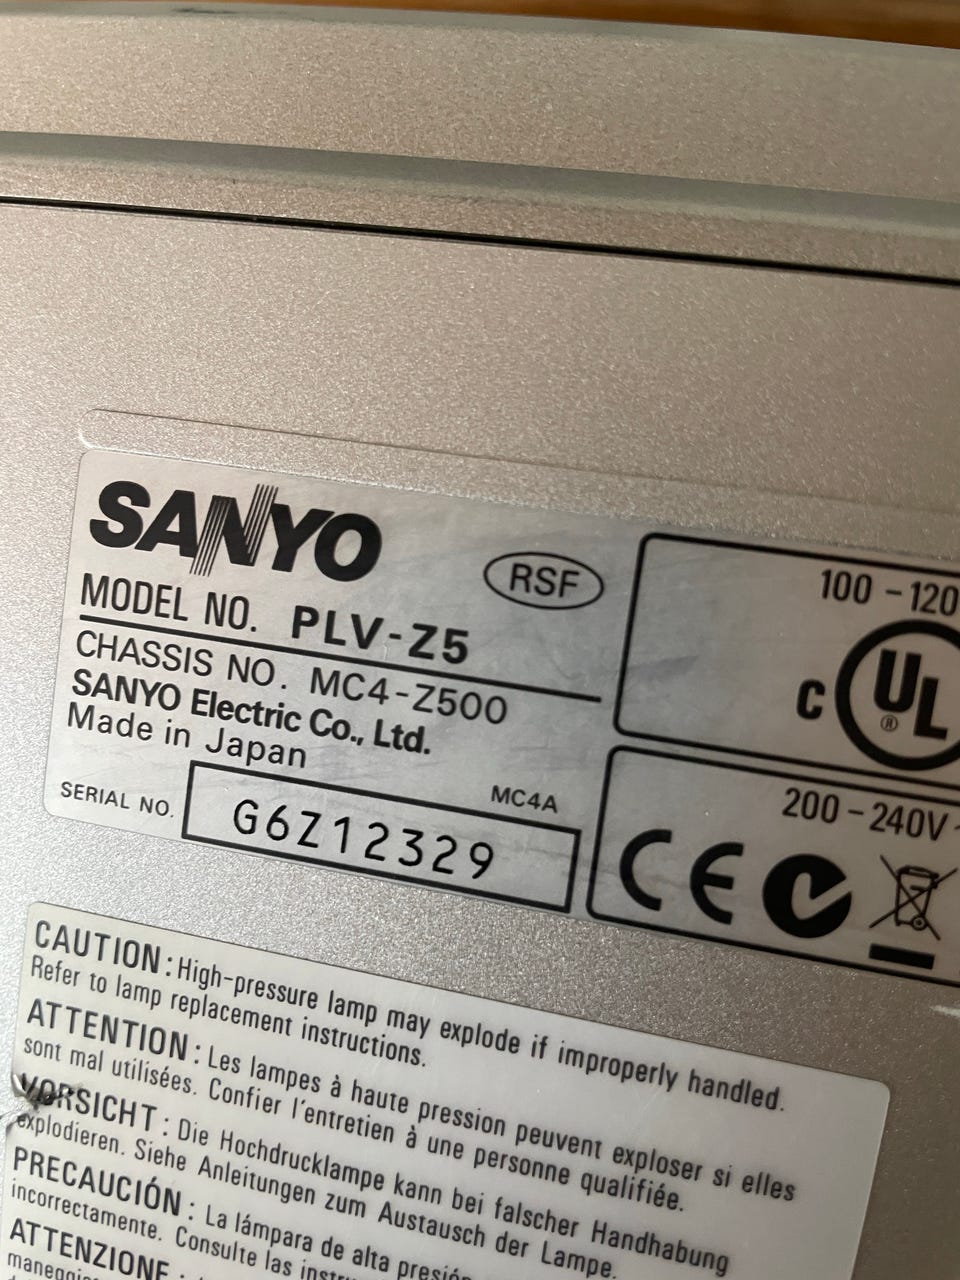 SANYO
RSF
MODEL NO. PLV-Z5
CHASSIS NO. MC4-Z500
SANYO Electric Co., Ltd.
Made in Japan
MC4A
SERIAL NO. G6Z12329
100-120
C UL ®
200-240V
CE
CAUTION : High-pressure lamp may explode if improperly handled.
Refer to lamp replacement instructions.
ATTENTION : Les lampes à haute pression peuvent exploser si elles
sont mal utilisées. Confier l'entretien à une personne qualifiée.
VORSICHT : Die Hochdrucklampe kann bei falscher Handhabung
explodieren. Siehe Anleitungen zum Austausch der Lampe.
PRECAUCIÓN : La lámpara de alta presión
incorrectamente. Consulte las
ATTENZIONE :